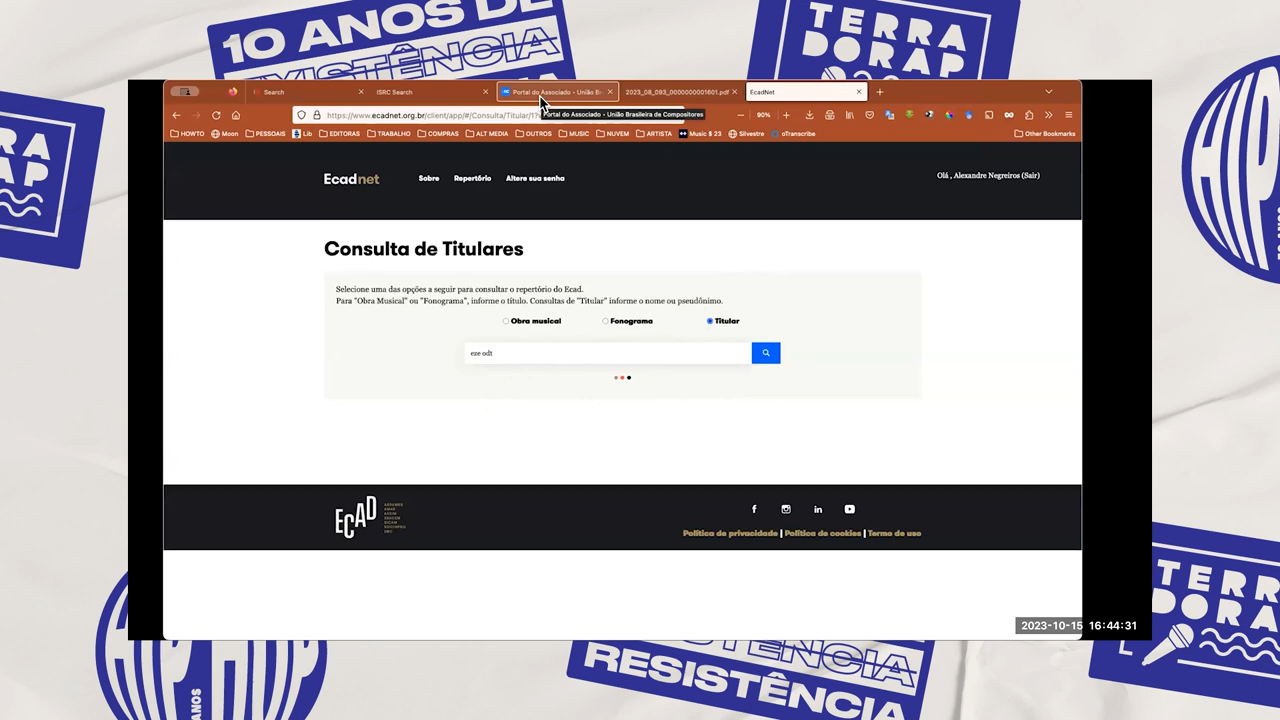 10 ANOS DE
EXISTÊNCIA
TERRA
DORAP
Search
ISRC Search
Portal do Associado - União Br
2023_08_093_0000000001601.pdf
EcadNet
https://www.ecadnet.org.br/client/app/#/Consulta/Titular/1?
Portal do Associado - União Brasileira de Compositores
90%
HOWTO
Moon
PESSOAIS
Lib
EDITORAS
TRABALHO
COMPRAS
ALT MEDIA
OUTROS
MUSIC
NUVEM
ARTISTA
Music $ 23
Silvestre
oTranscribe
Other Bookmarks
Ecadnet
Sobre
Repertório
Altere sua senha
Olá , Alexandre Negreiros (Sair)
Consulta de Titulares
Selecione uma das opções a seguir para consultar o repertório do Ecad.
Para "Obra Musical" ou "Fonograma", informe o título. Consultas de "Titular" informe o nome ou pseudônimo.
Obra musical
Fonograma
Titular
eze odt
ECAD
Política de privacidade | Política de cookies | Termo de uso
2023-10-15 16:44:31
TERRA
DORAP
RESISTÊNCIA
ANOS